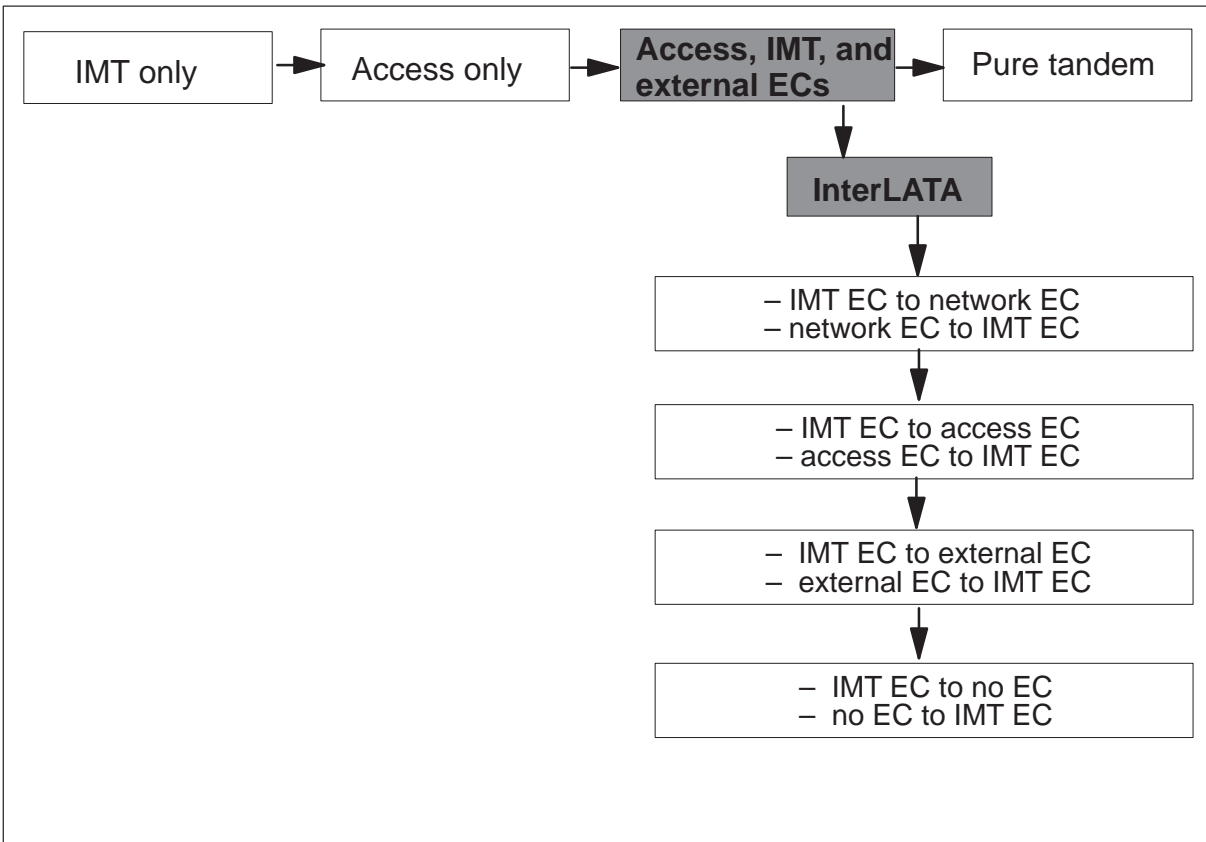 IMT only
Access only
Access, IMT, and
external ECs
Pure tandem
InterLATA
– IMT EC to network EC
– network EC to IMT EC
– IMT EC to access EC
– access EC to IMT EC
– IMT EC to external EC
– external EC to IMT EC
– IMT EC to no EC
– no EC to IMT EC